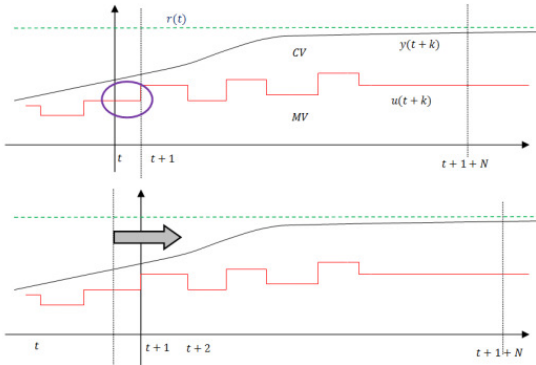 r(t)
CV
y(t+k)
u(t+k)
MV
t
t+1
t+1+N
t
t+1
t+2
t+1+N